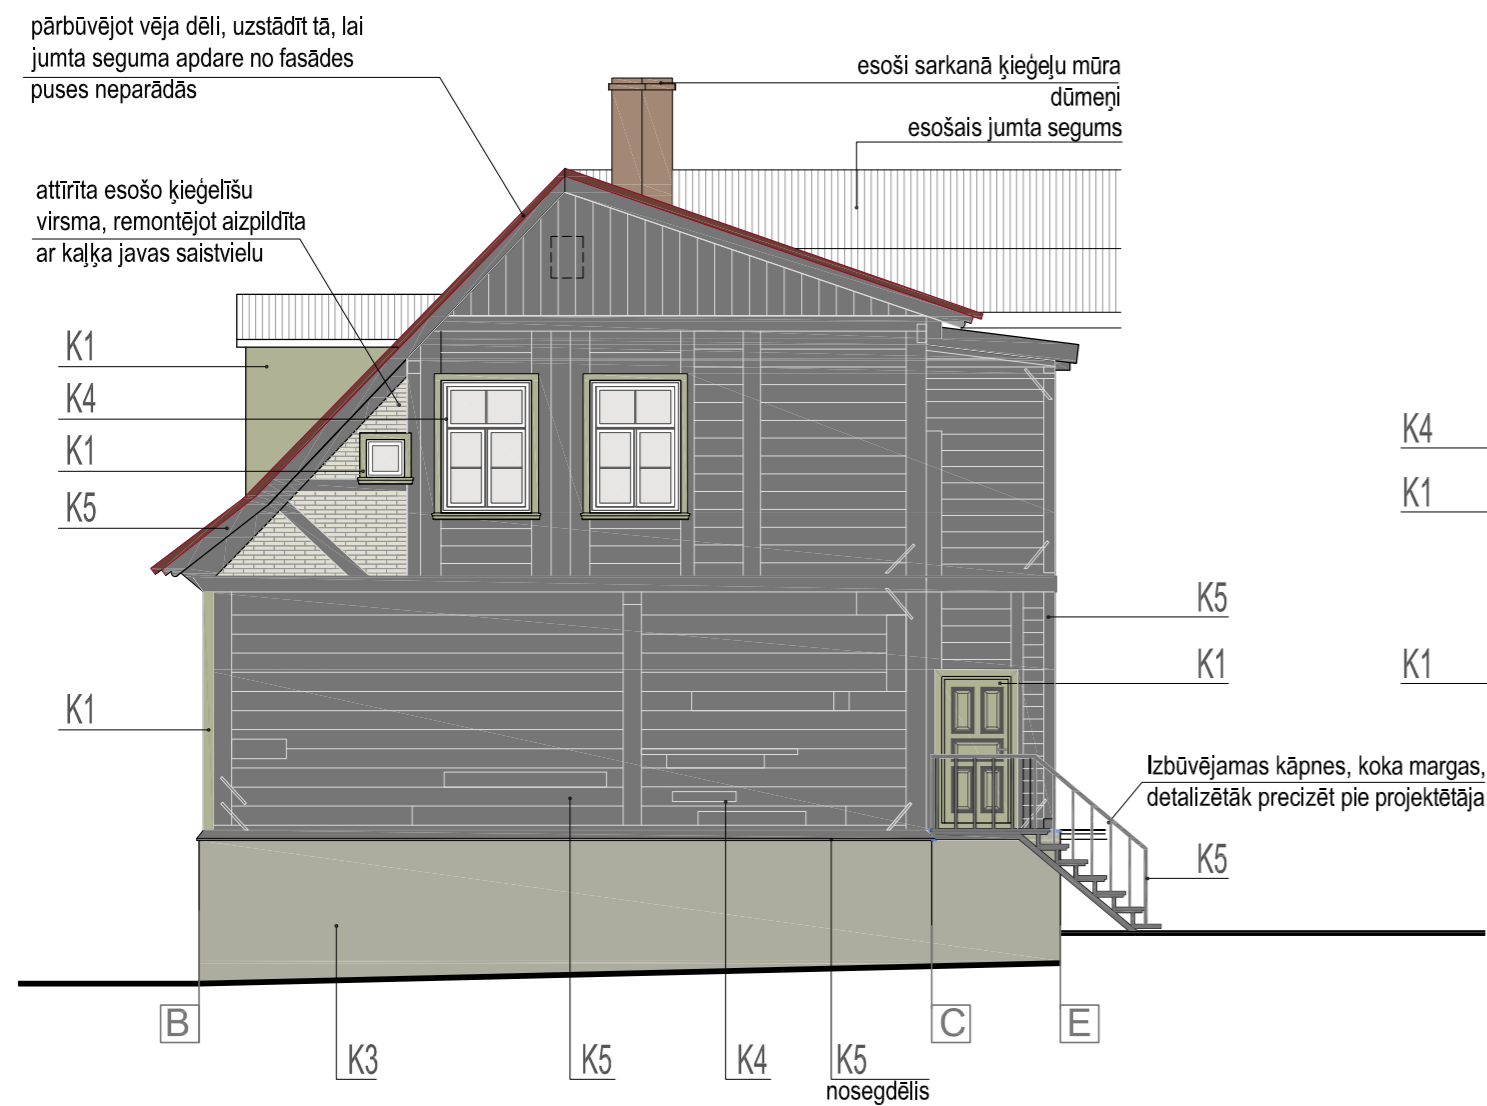 pārbūvējot vēja dēli, uzstādīt tā, lai
jumta seguma apdare no fasādes
puses neparādās
esoši sarkanā ķieģeļu mūra
dūmeņi
esošais jumta segums
attīrīta esošo ķieģelīšu
virsma, remontējot aizpildīta
ar kaļķa javas saistvielu
K1
K4
K1
K5
K1
K4
K1
K5
K1
K1
Izbūvējamas kāpnes, koka margas,
detalizētāk precizēt pie projektētāja
K5
B
C
E
K3
K5
K4
K5
nosegdēlis